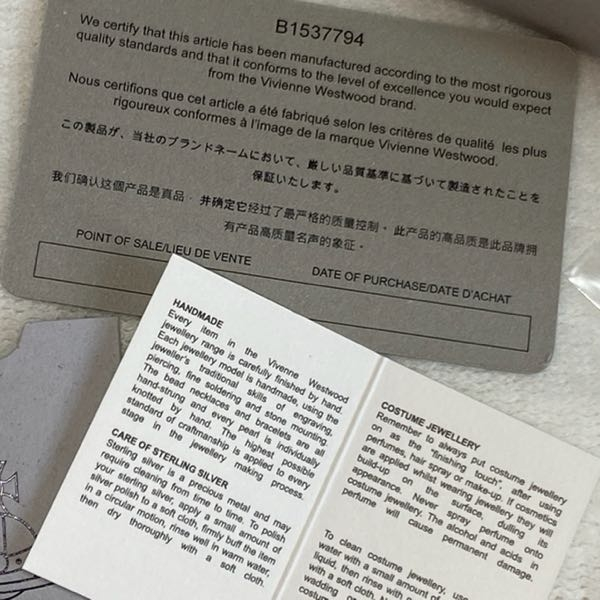 B1537794
We certify that this article has been manufactured according to the most rigorous
quality standards and that it conforms to the level of excellence you would expect
from the Vivienne Westwood brand.
Nous certifions que cet article a été fabriqué selon les critères de qualité les plus
rigoureux conformes à l'image de la marque Vivienne Westwood.
この製品が、当社のブランドネームにおいて、厳しい品質基準に基づいて製造されたことを
保証いたします。
我们确认这个产品是真品，并确定它经过了最严格的质量控制。此产品的高品质是此品牌拥
有产品高质量名声的象征。
POINT OF SALE/LIEU DE VENTE
DATE OF PURCHASE/DATE D'ACHAT
HANDMADE
Every item in the Vivienne Westwood
jewellery range is carefully finished by hand.
Each jewellery model is handmade, using the
jeweller's traditional skills of engraving,
piercing, fine soldering and stone mounting.
The bead necklaces and bracelets are all
hand-strung and every pearl is individually
knotted by hand. The highest possible
standard of craftmanship is applied to every
stage in the jewellery making process.
CARE OF STERLING SILVER
Sterling silver is a precious metal and may
require cleaning from time to time. To polish
your sterling silver, apply a small amount of
silver polish to a soft cloth, firmly buff the item
in a circular motion, rinse well in warm water,
then dry thoroughly with a soft cloth.
COSTUME JEWELLERY
Remember to always put costume jewellery
on as the "finishing touch", after using
perfumes, hair spray or make-up. If cosmetics
are applied whilst wearing jewellery they will
build-up on the surface, dulling its
appearance. Never spray perfume onto
costume jewellery. The alcohol and acids in
perfume will cause permanent damage.
To clean costume jewellery, use
water with a small amount of
liquid, then rinse with
with a soft cloth.
wadding or